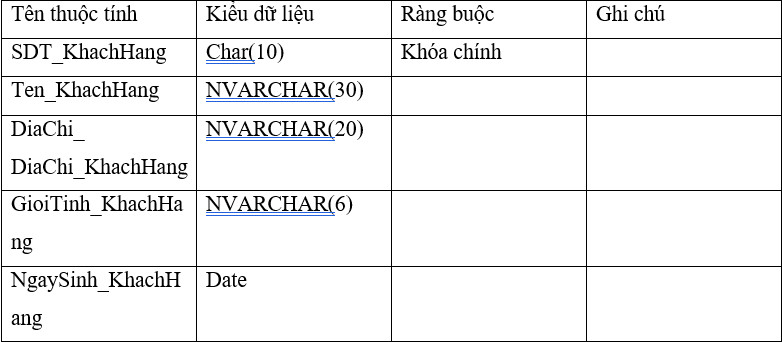 Tên thuộc tính Kiểu dữ liệu Ràng buộc Ghi chú
SDT_KhachHang Char(10) Khóa chính
Ten_KhachHang NVARCHAR(30)
DiaChi_ NVARCHAR(20)
DiaChi_KhachHang
GioiTinh_KhachHa NVARCHAR(6)
ng
NgaySinh_KhachH Date
ang